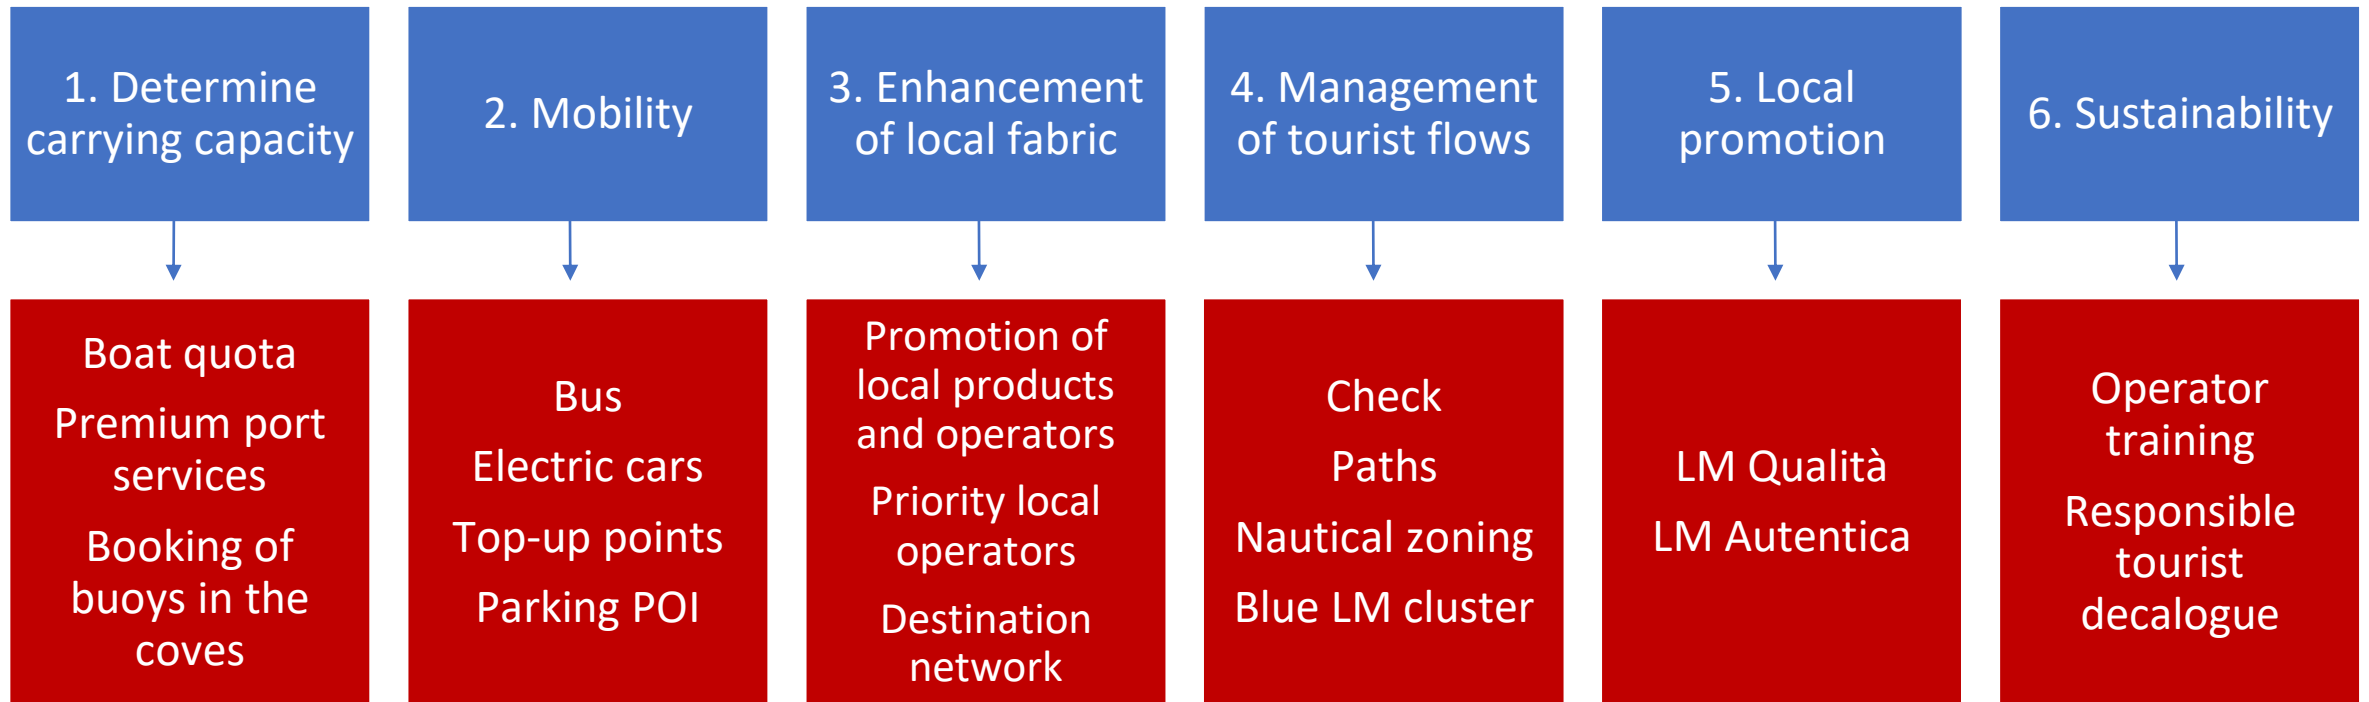 1. Determine
carrying capacity
2. Mobility
3. Enhancement
of local fabric
4. Management
of tourist flows
5. Local
promotion
6. Sustainability
Boat quota
Premium port
services
Booking of
buoys in the
coves
Bus
Electric cars
Top-up points
Parking POI
Promotion of
local products
and operators
Priority local
operators
Destination
network
Check
Paths
Nautical zoning
Blue LM cluster
LM Qualità
LM Autentica
Operator
training
Responsible
tourist
decalogue